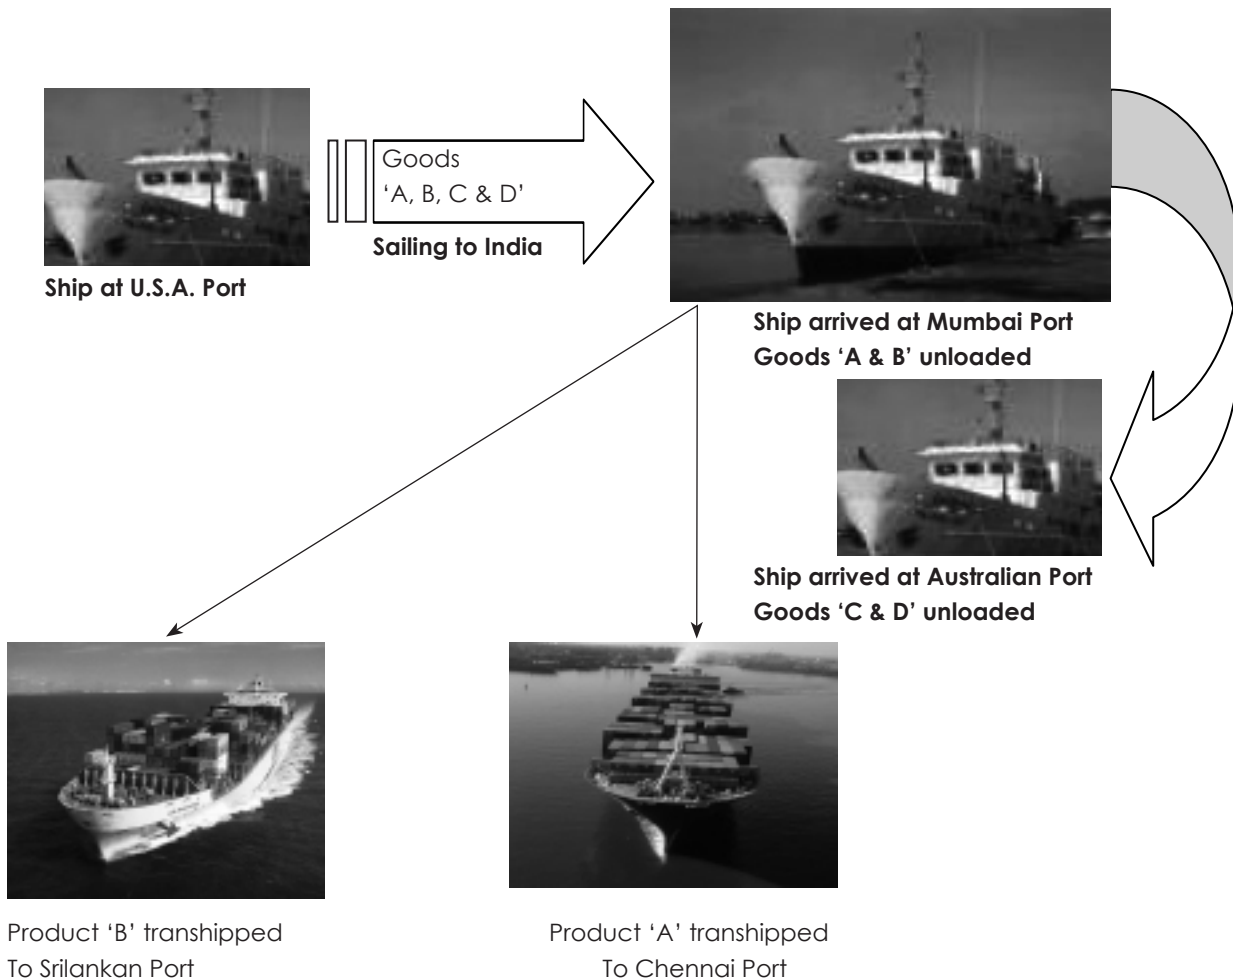 Goods
‘A, B, C & D’
Sailing to India
Ship at U.S.A. Port
Ship arrived at Mumbai Port
Goods ‘A & B’ unloaded
Ship arrived at Australian Port
Goods ‘C & D’ unloaded
Product ‘B’ transhipped
To Srilankan Port
Product ‘A’ transhipped
To Chennai Port